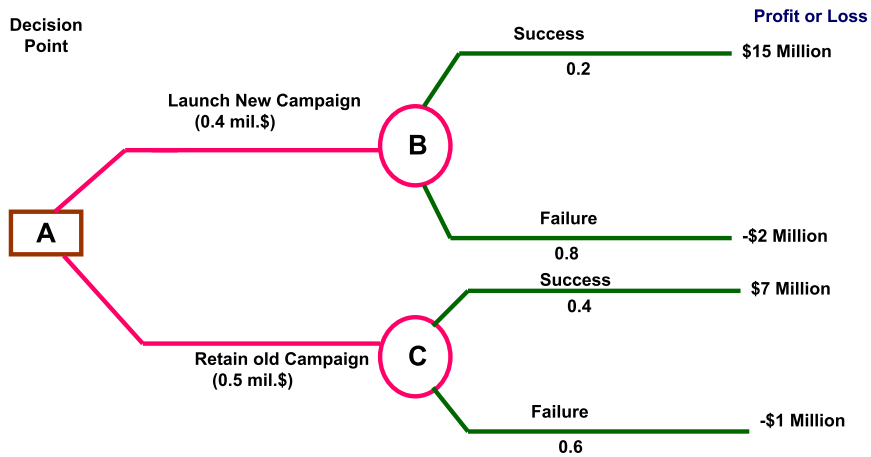 Decision
Point
Profit or Loss
Success
$15 Million
0.2
Launch New Campaign
(0.4 mil.$)
B
Failure
-$2 Million
0.8
A
Success
$7 Million
0.4
Retain old Campaign
(0.5 mil.$)
C
Failure
-$1 Million
0.6